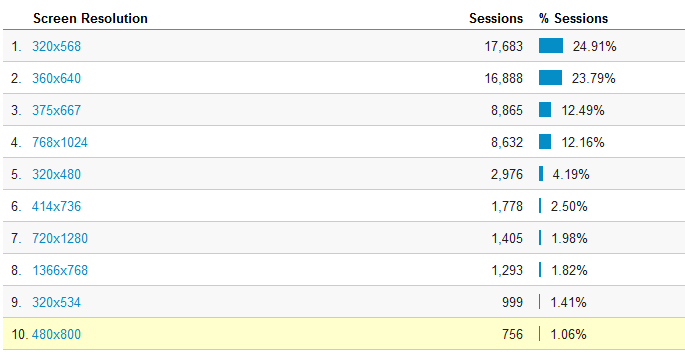 Screen Resolution Sessions % Sessions
1. 320x568 17,683 24.91%
2. 360x640 16,888 23.79%
3. 375x667 8,865 12.49%
4. 768x1024 8,632 12.16%
5. 320x480 2,976 4.19%
6. 414x736 1,778 2.50%
7. 720x1280 1,405 1.98%
8. 1366x768 1,293 1.82%
9. 320x534 999 1.41%
10. 480x800 756 1.06%